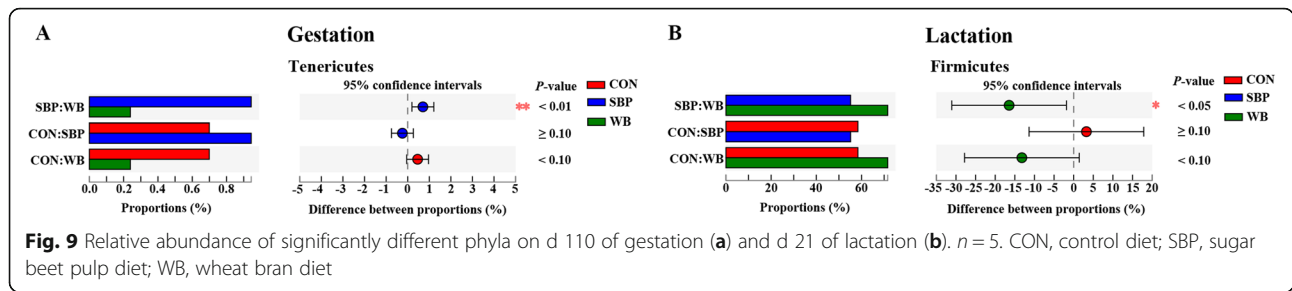 A
Gestation
Tenericutes
95% confidence intervals
P-value
CON
SBP
WB
SBP:WB
CON:SBP
CON:WB
**
< 0.01
≥ 0.10
< 0.10
0.0 0.2 0.4 0.6 0.8
Proportions (%)
-5 -4 -3 -2 -1 0 1 2 3 4 5
Difference between proportions (%)
B
Lactation
Firmicutes
95% confidence intervals
P-value
CON
SBP
WB
SBP:WB
CON:SBP
CON:WB
*
< 0.05
≥ 0.10
< 0.10
0 20 40 60
Proportions (%)
-35 -30 -25 -20 -15 -10 -5 0 5 10 15 20
Difference between proportions (%)
Fig. 9 Relative abundance of significantly different phyla on d 110 of gestation (a) and d 21 of lactation (b). n = 5. CON, control diet; SBP, sugar
beet pulp diet; WB, wheat bran diet